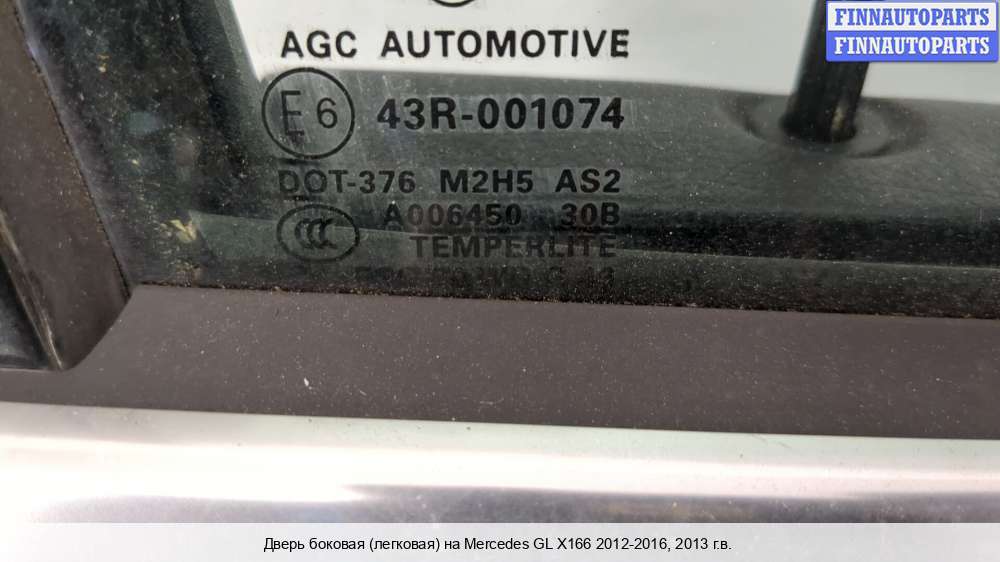 FINNAUTOPARTS
FINNAUTOPARTS
AGC AUTOMOTIVE
E6 43R-001074
DOT-376 M2H5 AS2
CCC A006450 30B
TEMPERLITE
Дверь боковая (легковая) на Mercedes GL X166 2012-2016, 2013 г.в.